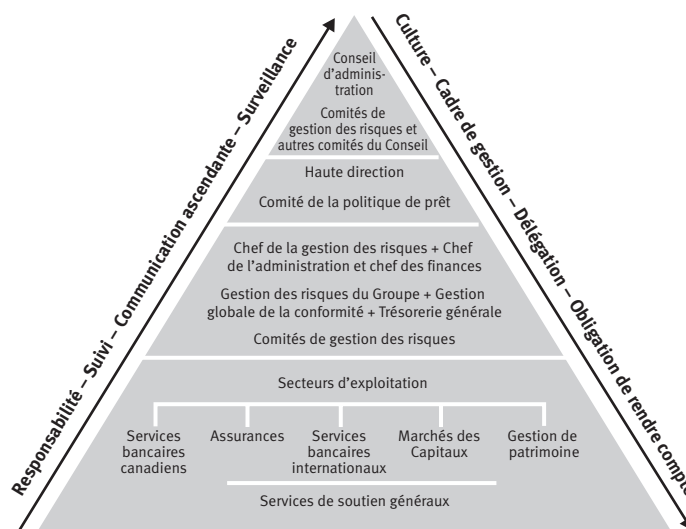 Responsabilité – Suivi – Communication ascendante – Surveillance
Culture – Cadre de gestion – Délégation – Obligation de rendre compte
Conseil
d'adminis-
tration
Comités de
gestion des risques et
autres comités du Conseil
Haute direction
Comité de la politique de prêt
Chef de la gestion des risques + Chef
de l'administration et chef des finances
Gestion des risques du Groupe + Gestion
globale de la conformité + Trésorerie générale
Comités de gestion des risques
Secteurs d'exploitation
Services
bancaires
canadiens
Assurances
Services
bancaires
internationaux
Marchés des
Capitaux
Gestion de
patrimoine
Services de soutien généraux